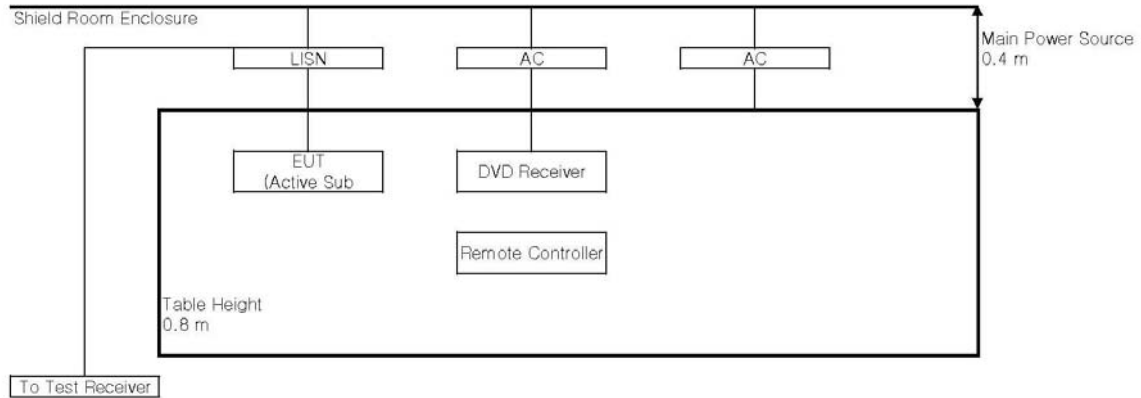 Shield Room Enclosure
Main Power Source
0.4 m
LISN
AC
AC
EUT
(Active Sub
DVD Receiver
Remote Controller
Table Height
0.8 m
To Test Receiver